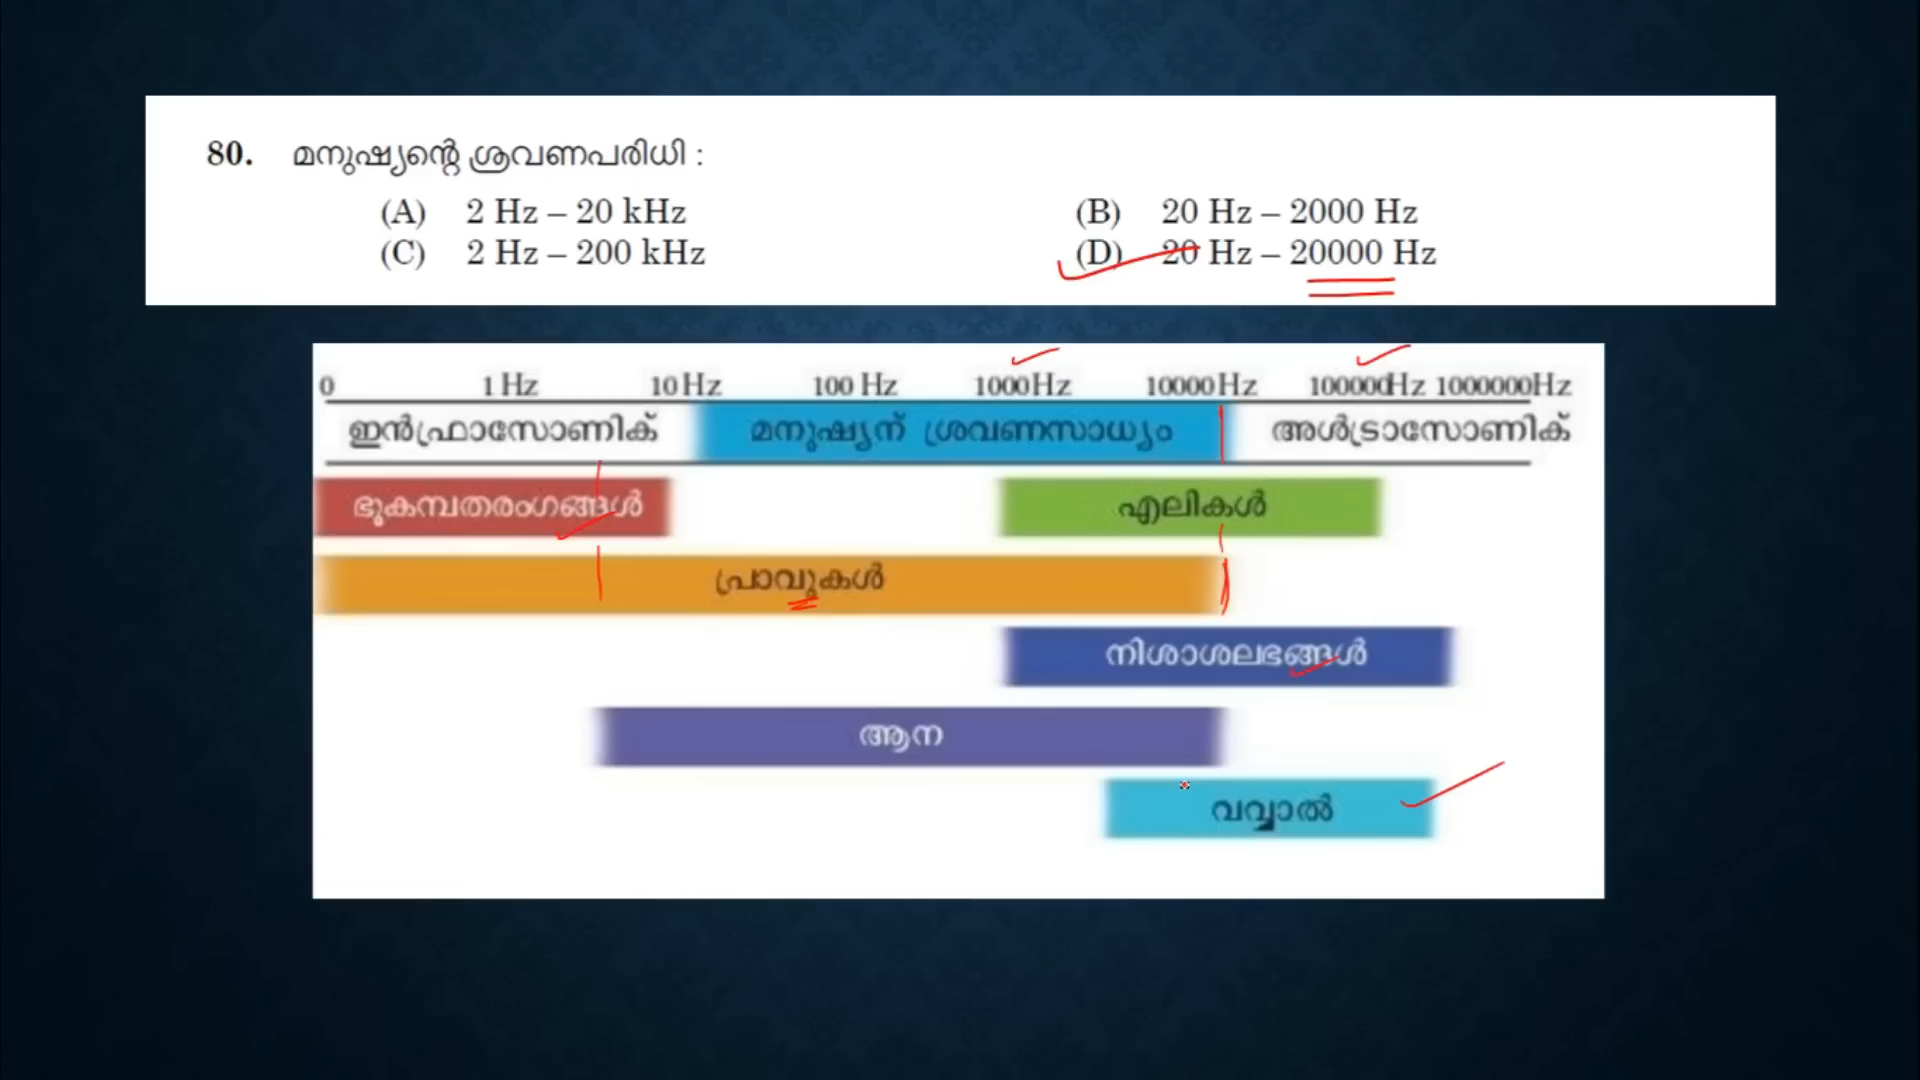 80. മനുഷ്യന്റെ ശ്രവണപരിധി :
(A) 2 Hz – 20 kHz (B) 20 Hz – 2000 Hz
(C) 2 Hz – 200 kHz (D) 20 Hz – 20000 Hz
0 1 Hz 10 Hz 100 Hz 1000Hz 10000Hz 100000Hz 1000000Hz
ഇൻഫ്രാസോണിക് മനുഷ്യന് ശ്രവണസാധ്യം അൾട്രാസോണിക്
ഭൂകമ്പതരംഗങ്ങൾ എലികൾ
പ്രാവുകൾ
നിശാശലഭങ്ങൾ
ആന
വവ്വാൽ